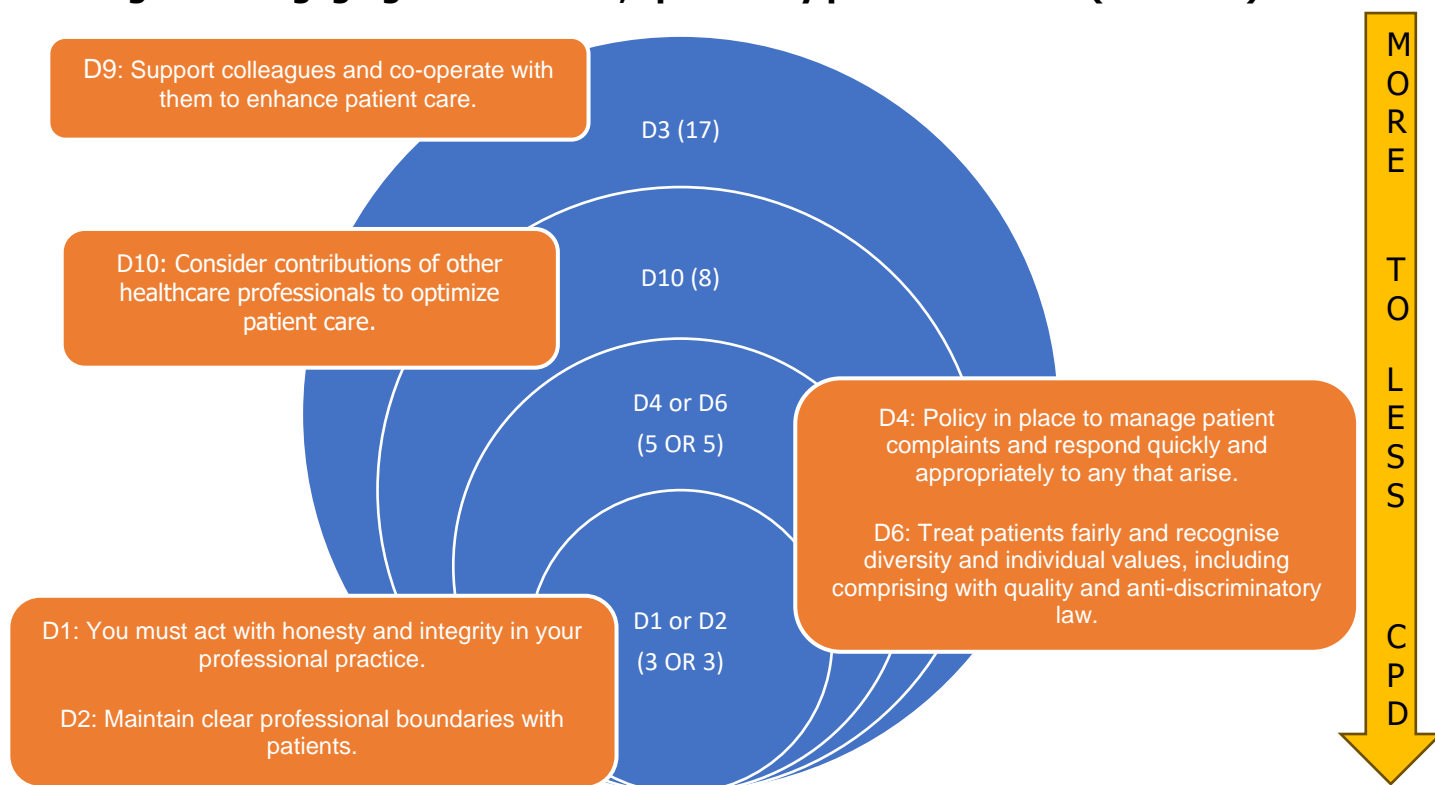 D9: Support colleagues and co-operate with
them to enhance patient care.
D3 (17)
D10: Consider contributions of other
healthcare professionals to optimize
patient care.
D10 (8)
D4 or D6
(5 OR 5)
D4: Policy in place to manage patient
complaints and respond quickly and
appropriately to any that arise.
D6: Treat patients fairly and recognise
diversity and individual values, including
comprising with quality and anti-discriminatory
law.
D1: You must act with honesty and integrity in your
professional practice.
D2: Maintain clear professional boundaries with
patients.
D1 or D2
(3 OR 3)
MORE
TO
LESS
CPD